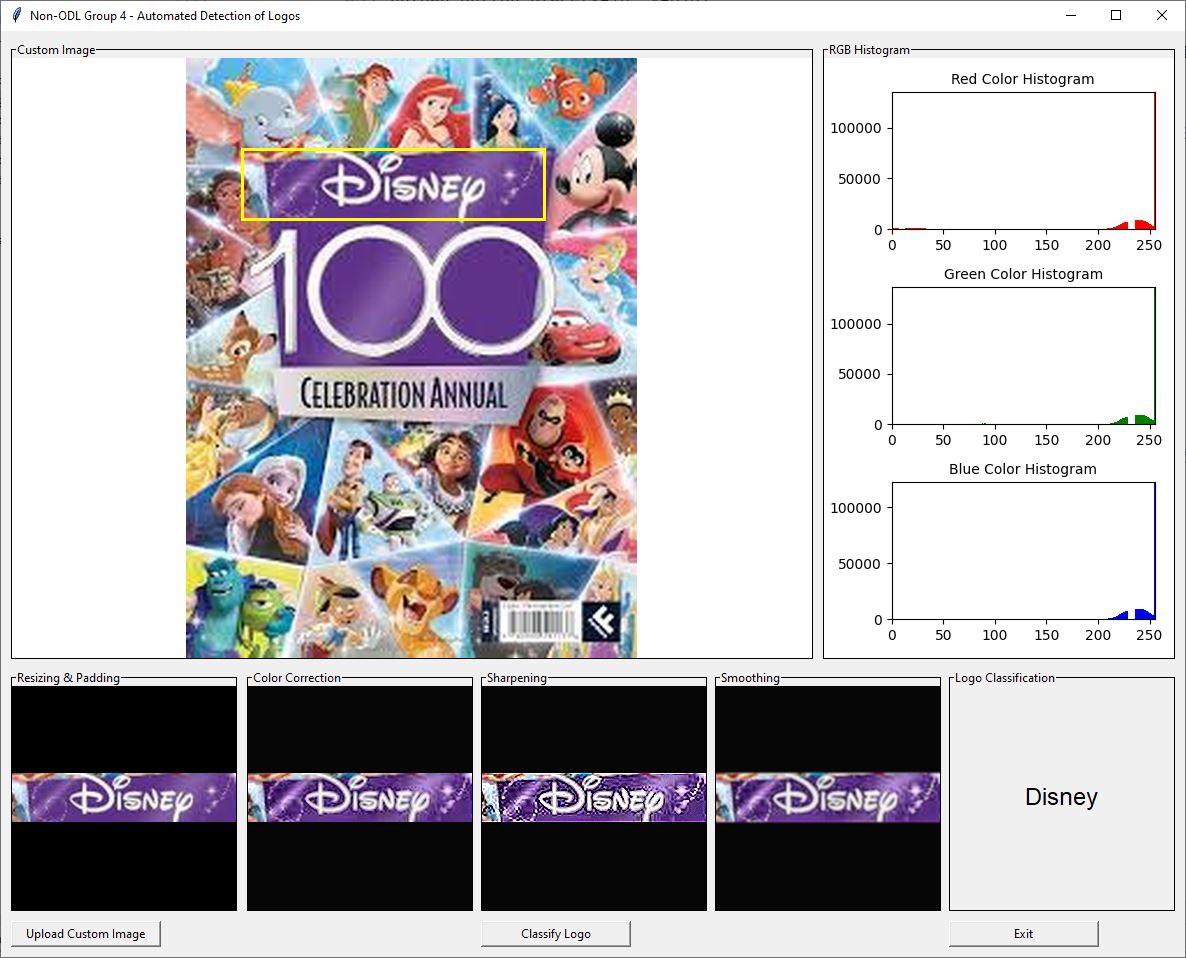 Non-ODL Group 4 - Automated Detection of Logos
Custom Image
Disney
100
CELEBRATION ANNUAL
RGB Histogram
Red Color Histogram
100000
50000
0
0 50 100 150 200 250
Green Color Histogram
100000
50000
0
0 50 100 150 200 250
Blue Color Histogram
100000
50000
0
0 50 100 150 200 250
Resizing & Padding
Disney
Color Correction
Disney
Sharpening
Disney
Smoothing
Disney
Logo Classification
Disney
Upload Custom Image
Classify Logo
Exit